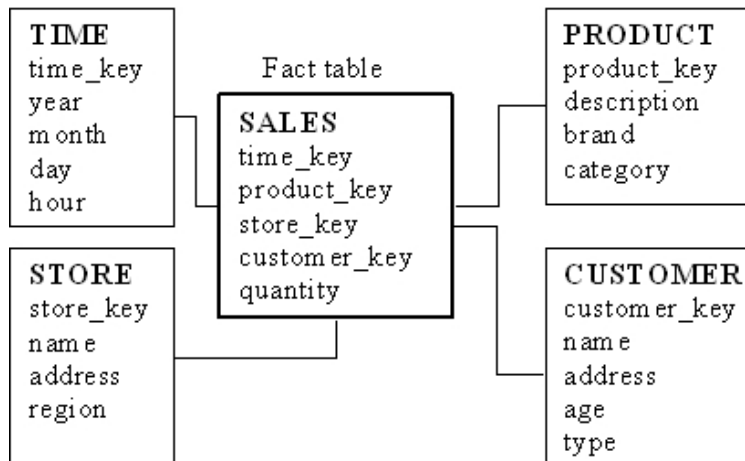 TIME
time_key
year
month
day
hour
Fact table
SALES
time_key
product_key
store_key
customer_key
quantity
PRODUCT
product_key
description
brand
category
STORE
store_key
name
address
region
CUSTOMER
customer_key
name
address
age
type